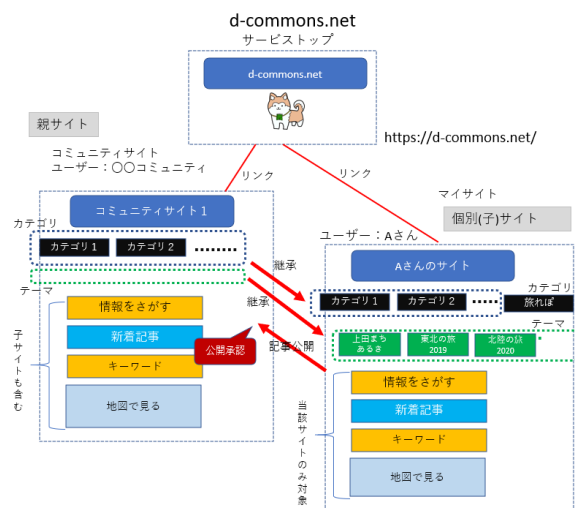 d-commons.net
サービストップ
d-commons.net
親サイト
https://d-commons.net/
コミュニティサイト
ユーザー：〇〇コミュニティ
リンク
リンク
マイサイト
個別(子)サイト
カテゴリ
コミュニティサイト１
カテゴリ１
カテゴリ２
........
テーマ
ユーザー：Aさん
Aさんのサイト
継承
継承
カテゴリ
カテゴリ１
カテゴリ２
.....
旅れぽ
テーマ
上田まち
あるき
東北の旅
2019
北陸の旅
2020
子サイトも含む
情報をさがす
新着記事
キーワード
地図で見る
公開承認
記事公開
当該サイトのみ対象
情報をさがす
新着記事
キーワード
地図で見る